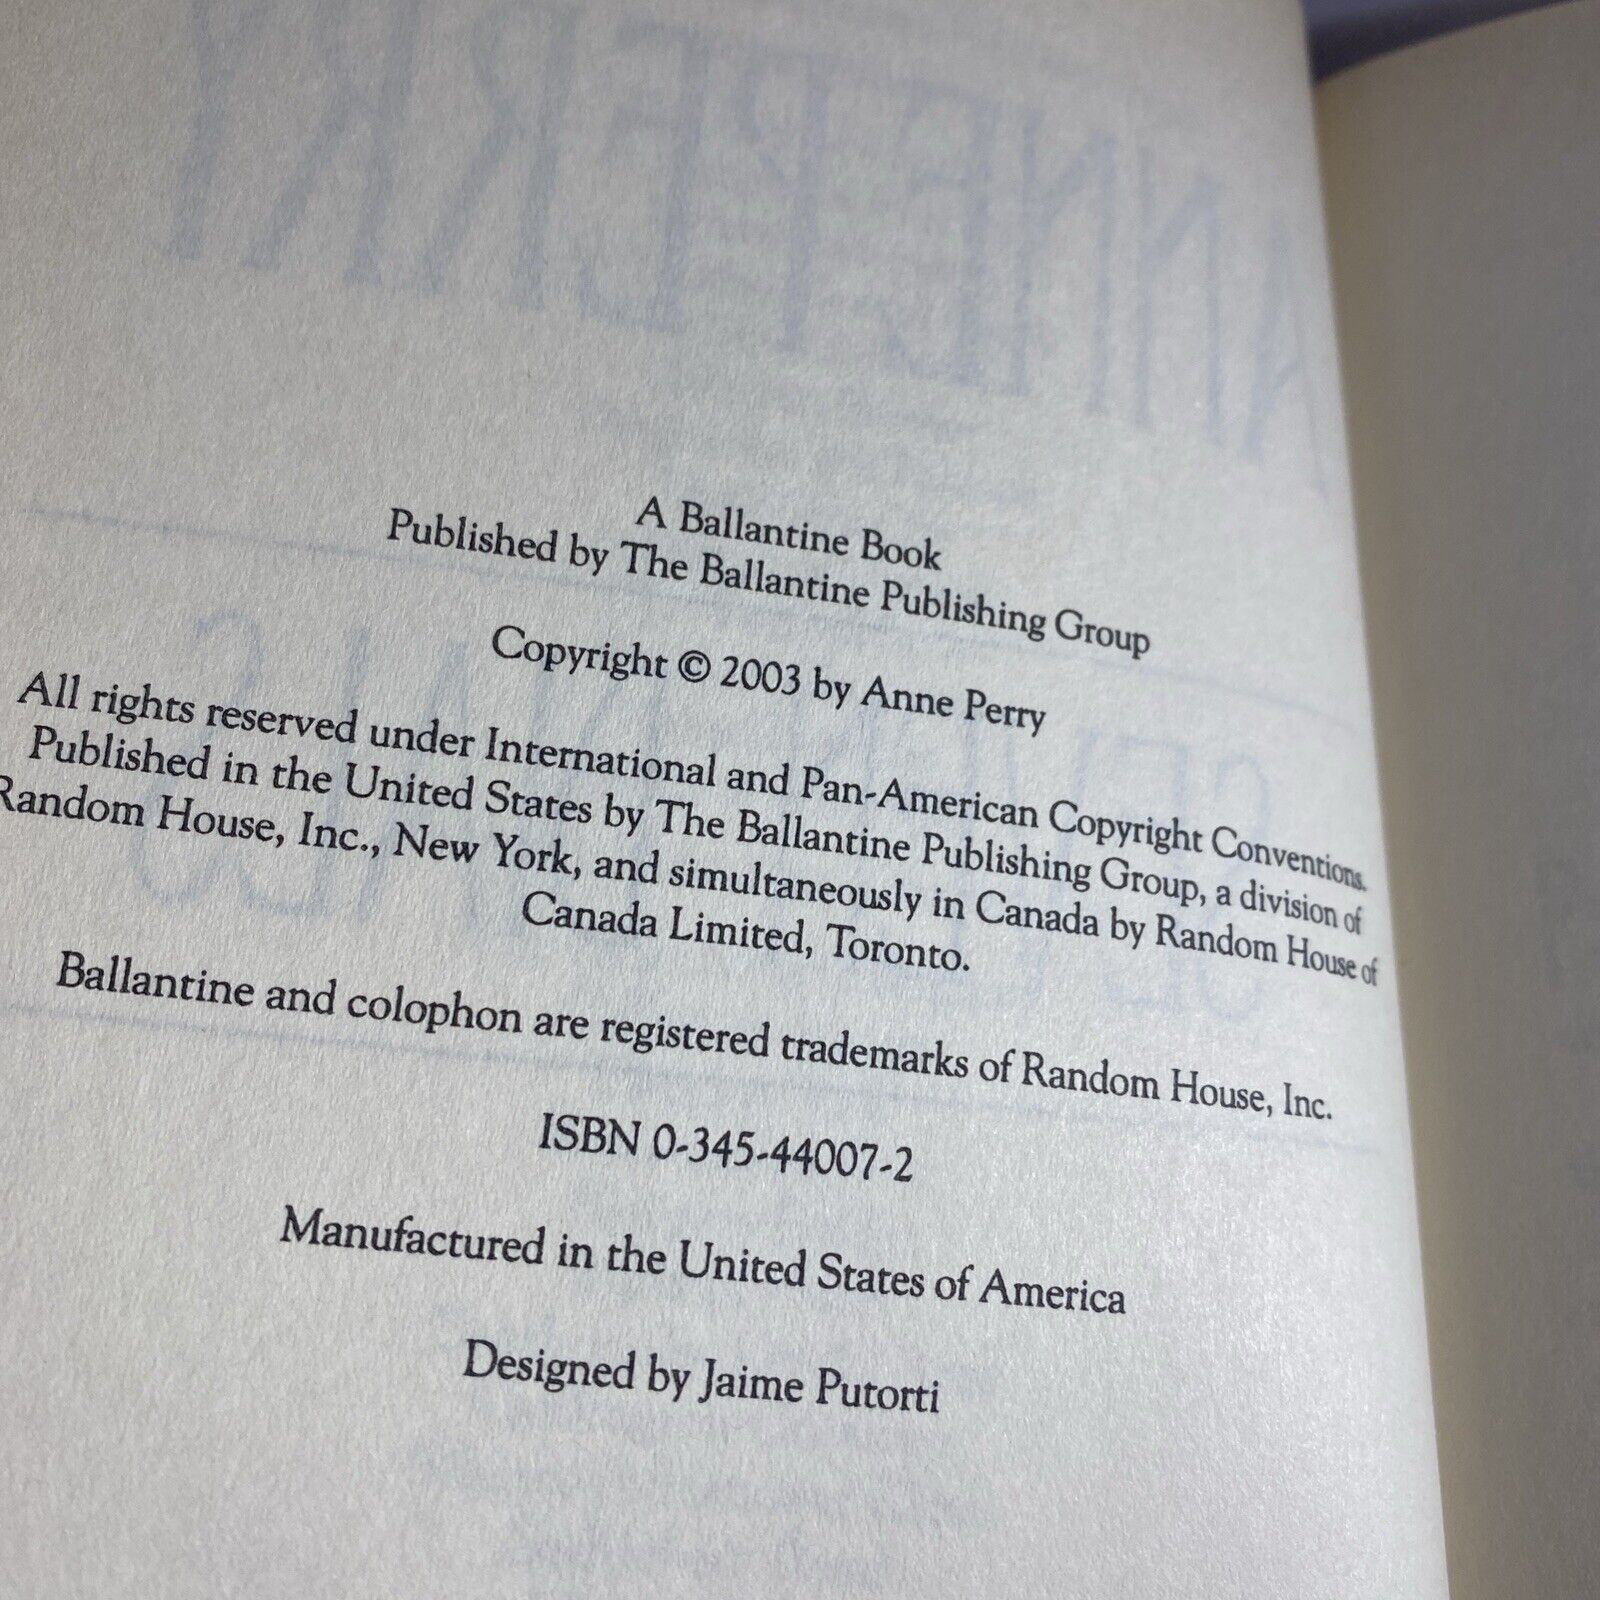 ANNE PERRY
A Ballantine Book
Published by The Ballantine Publishing Group
Copyright © 2003 by Anne Perry
All rights reserved under International and Pan-American Copyright Conventions.
Published in the United States by The Ballantine Publishing Group, a division of
Random House, Inc., New York, and simultaneously in Canada by Random House of
Canada Limited, Toronto.
Ballantine and colophon are registered trademarks of Random House, Inc.
ISBN 0-345-44007-2
Manufactured in the United States of America
Designed by Jaime Putorti